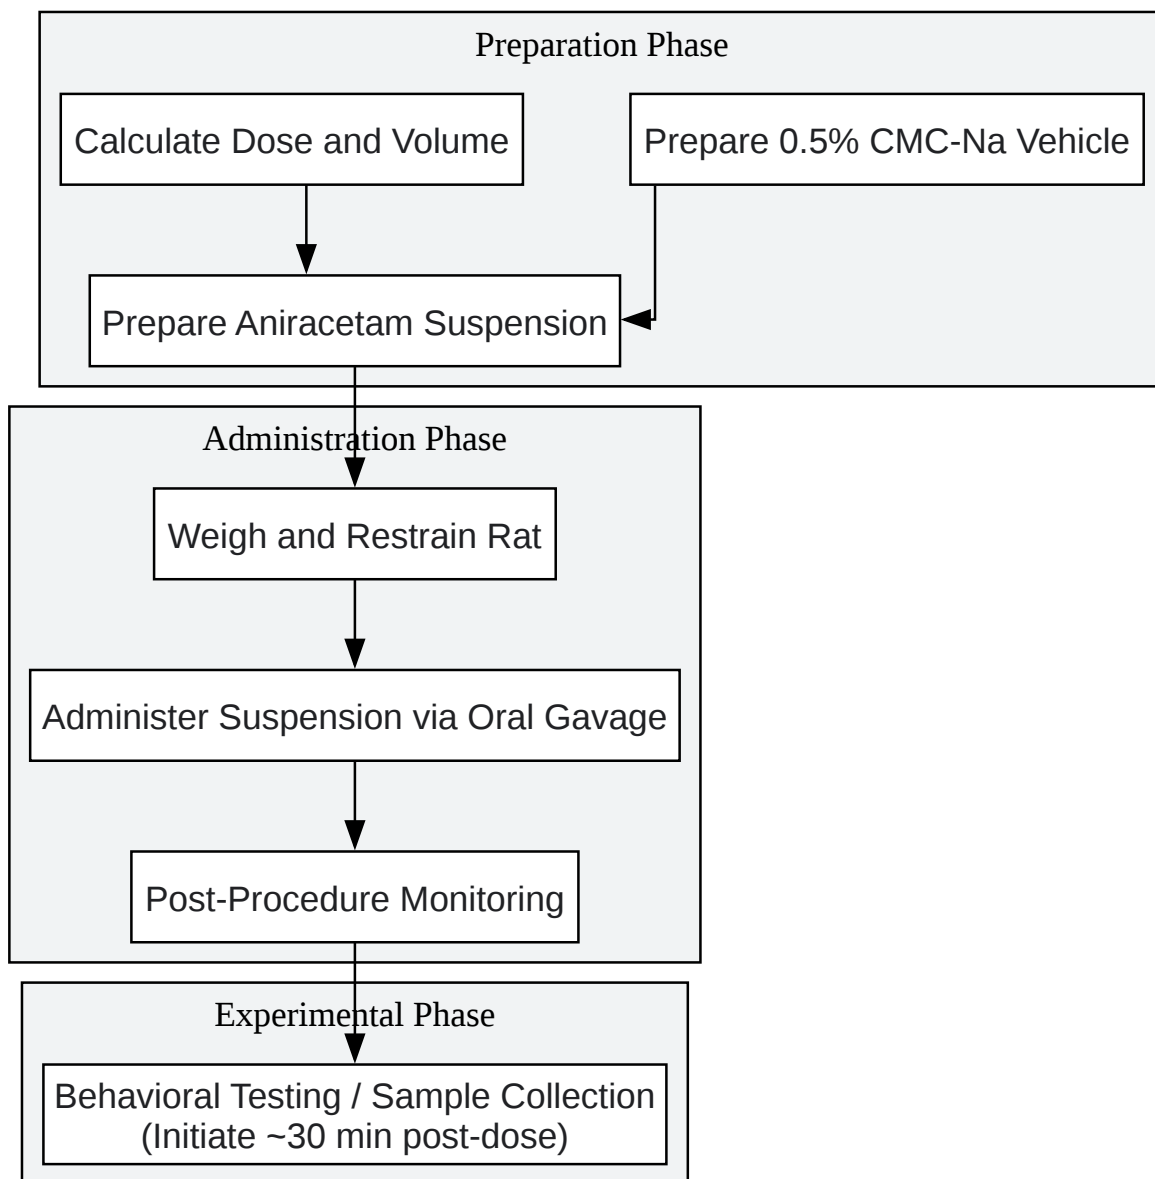 Preparation Phase
Calculate Dose and Volume
Prepare 0.5% CMC-Na Vehicle
Prepare Aniracetam Suspension
Administration Phase
Weigh and Restrain Rat
Administer Suspension via Oral Gavage
Post-Procedure Monitoring
Experimental Phase
Behavioral Testing / Sample Collection
(Initiate ~30 min post-dose)